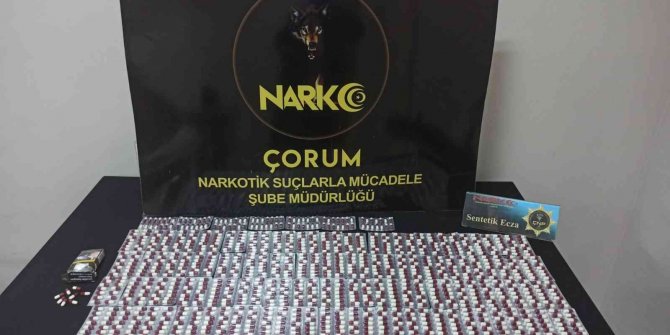 NARKO
ÇORUM
NARKOTİK SUÇLARLA MÜCADELE
ŞUBE MÜDÜRLÜĞÜ
Sentetik Ecza